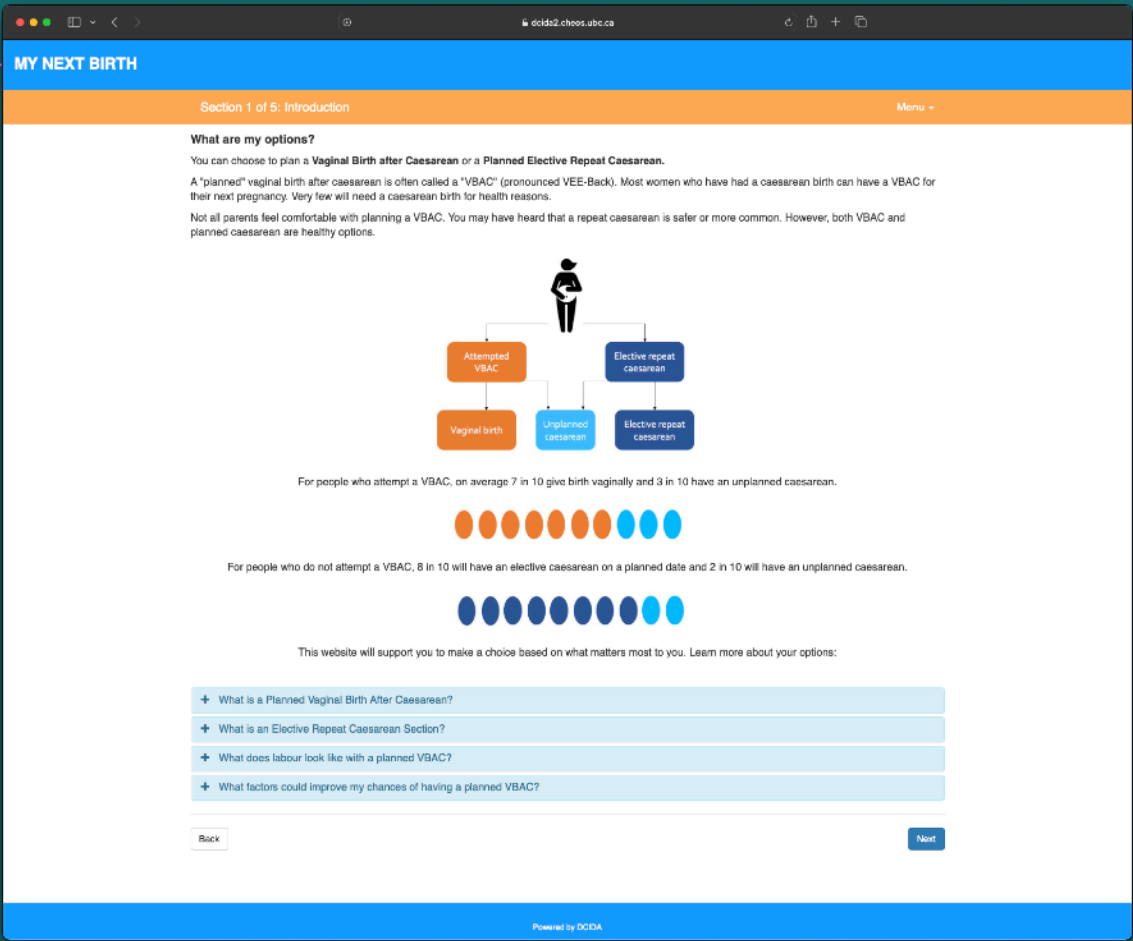 dcida2.cheos.ubc.ca
MY NEXT BIRTH
Section 1 of 5: Introduction
Menu
What are my options?
You can choose to plan a Vaginal Birth after Caesarean or a Planned Elective Repeat Caesarean.
A "planned" vaginal birth after caesarean is often called a "VBAC" (pronounced VEE-Back). Most women who have had a caesarean birth can have a VBAC for
their next pregnancy. Very few will need a caesarean birth for health reasons.
Not all parents feel comfortable with planning a VBAC. You may have heard that a repeat caesarean is safer or more common. However, both VBAC and
planned caesarean are healthy options.
Attempted
VBAC
Elective repeat
caesarean
Vaginal birth
Unplanned
caesarean
Elective repeat
caesarean
For people who attempt a VBAC, on average 7 in 10 give birth vaginally and 3 in 10 have an unplanned caesarean.
For people who do not attempt a VBAC, 8 in 10 will have an elective caesarean on a planned date and 2 in 10 will have an unplanned caesarean.
This website will support you to make a choice based on what matters most to you. Learn more about your options:
+ What is a Planned Vaginal Birth After Caesarean?
+ What is an Elective Repeat Caesarean Section?
+ What does labour look like with a planned VBAC?
+ What factors could improve my chances of having a planned VBAC?
Back
Next
Powered by DCIDA